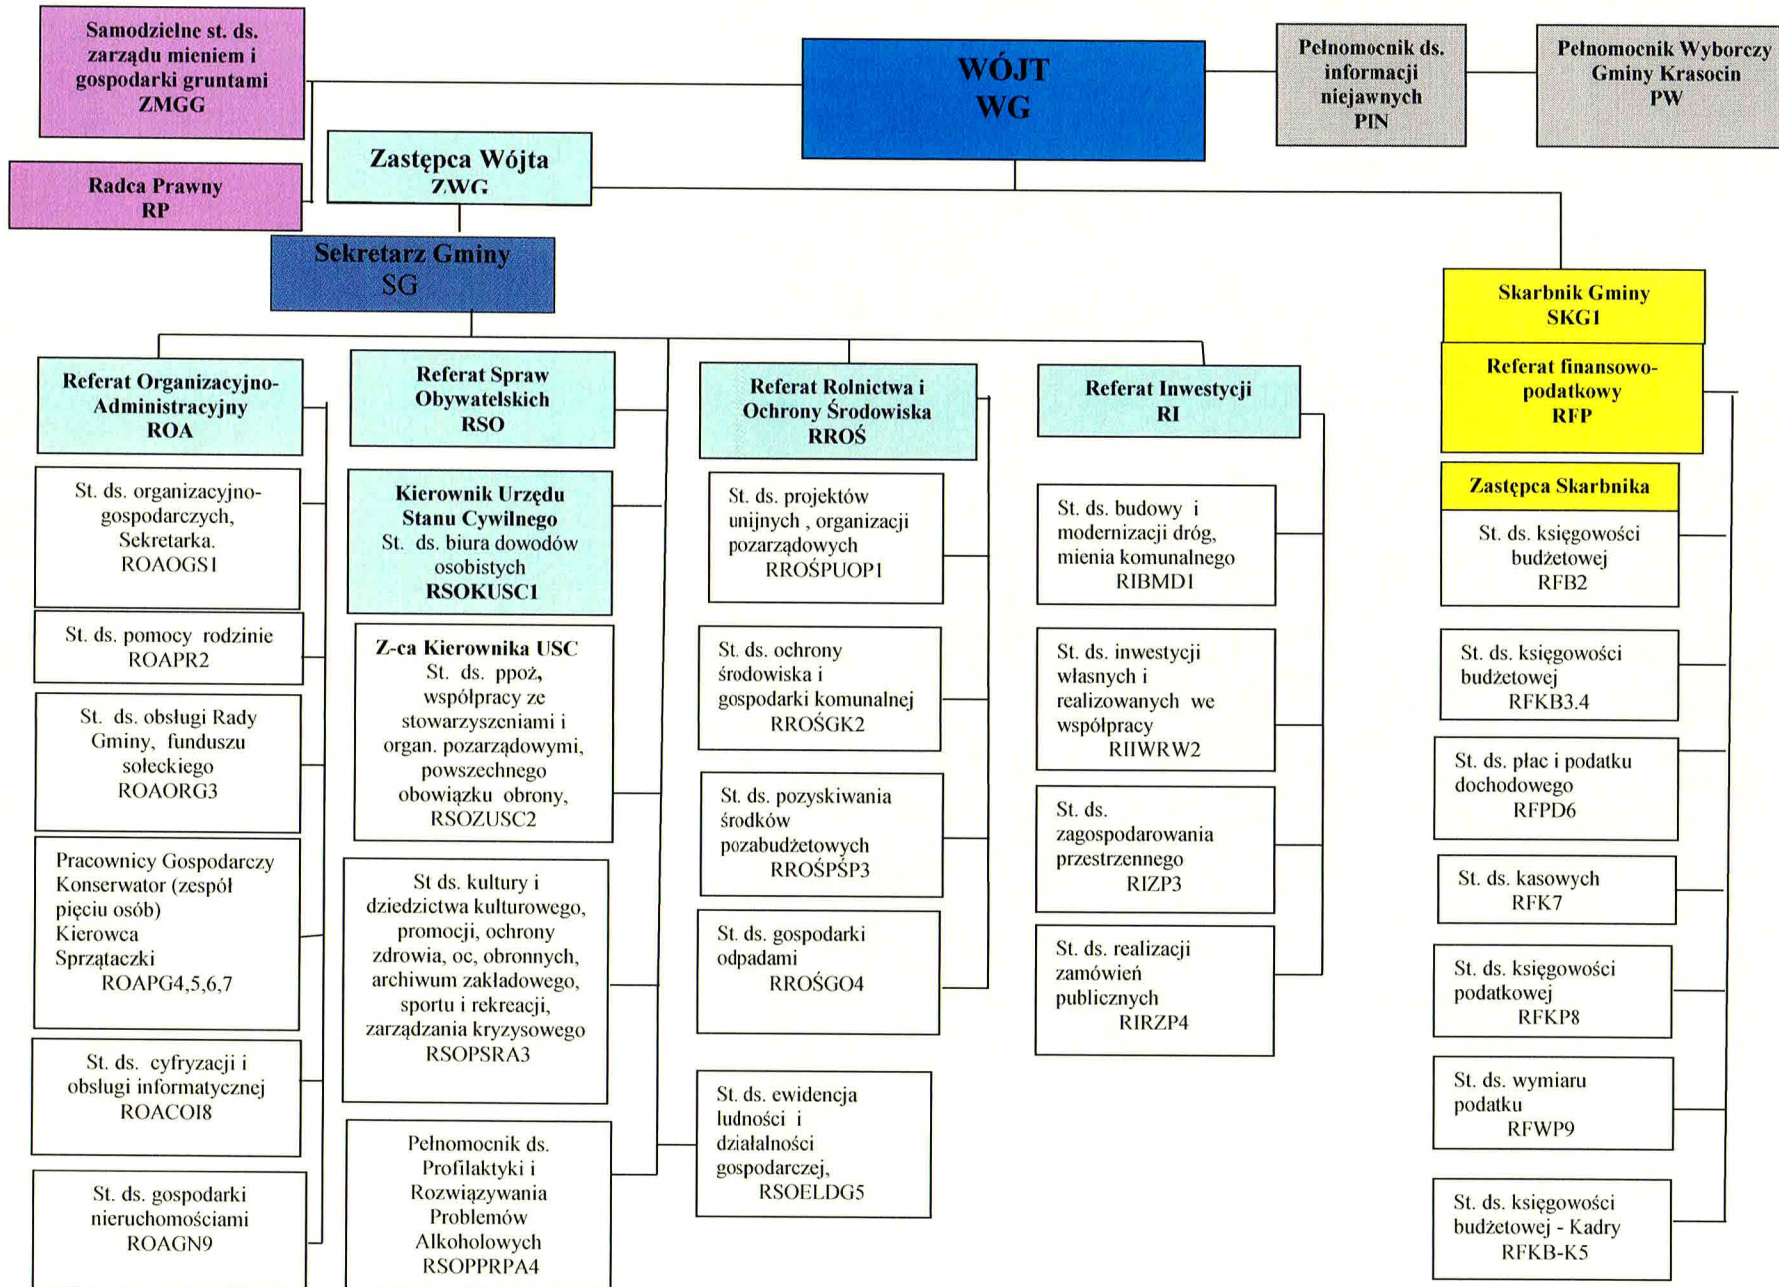 Samodzielne st. ds.
zarządu mieniem i
gospodarki gruntami
ZMGG
WÓJT
WG
Pełnomocnik ds.
informacji
niejawnych
PIN
Pełnomocnik Wyborczy
Gminy Krasocin
PW
Zastępca Wójta
ZWG
Radca Prawny
RP
Sekretarz Gminy
SG
Skarbnik Gminy
SKG1
Referat Organizacyjno-
Administracyjny
ROA
St. ds. organizacyjno-
gospodarczych,
Sekretarka.
ROAOGS1
St. ds. pomocy rodzinie
ROAPR2
St. ds. obsługi Rady
Gminy, funduszu
sołeckiego
ROAORG3
Pracownicy Gospodarczy
Konserwator (zespół
pięciu osób)
Kierowca
Sprzątaczki
ROAPG4,5,6,7
St. ds. cyfryzacji i
obsługi informatycznej
ROACOI8
St. ds. gospodarki
nieruchomościami
ROAGN9
Referat Spraw
Obywatelskich
RSO
Kierownik Urzędu
Stanu Cywilnego
St. ds. biura dowodów
osobistych
RSOKUSC1
Z-ca Kierownika USC
St. ds. ppoż,
współpracy ze
stowarzyszeniami i
organ. pozarządowymi,
powszechnego
obowiązku obrony,
RSOZUSC2
St ds. kultury i
dziedzictwa kulturowego,
promocji, ochrony
zdrowia, oc, obronnych,
archiwum zakładowego,
sportu i rekreacji,
zarządzania kryzysowego
RSOPSRA3
Pełnomocnik ds.
Profilaktyki i
Rozwiązywania
Problemów
Alkoholowych
RSOPPRPA4
Referat Rolnictwa i
Ochrony Środowiska
RROŚ
St. ds. projektów
unijnych , organizacji
pozarządowych
RROŚPUOP1
St. ds. ochrony
środowiska i
gospodarki komunalnej
RROŚGK2
St. ds. pozyskiwania
środków
pozabudżetowych
RROŚPŚP3
St. ds. gospodarki
odpadami
RROŚGO4
St. ds. ewidencja
ludności i
działalności
gospodarczej,
RSOELDG5
Referat Inwestycji
RI
St. ds. budowy i
modernizacji dróg,
mienia komunalnego
RIBMD1
St. ds. inwestycji
własnych i
realizowanych we
współpracy
RIIWRW2
St. ds.
zagospodarowania
przestrzennego
RIZP3
St. ds. realizacji
zamówień
publicznych
RIRZP4
Referat finansowo-
podatkowy
RFP
Zastępca Skarbnika
St. ds. księgowości
budżetowej
RFB2
St. ds. księgowości
budżetowej
RFKB3.4
St. ds. płac i podatku
dochodowego
RFPD6
St. ds. kasowych
RFK7
St. ds. księgowości
podatkowej
RFKP8
St. ds. wymiaru
podatku
RFWP9
St. ds. księgowości
budżetowej - Kadry
RFKB-K5